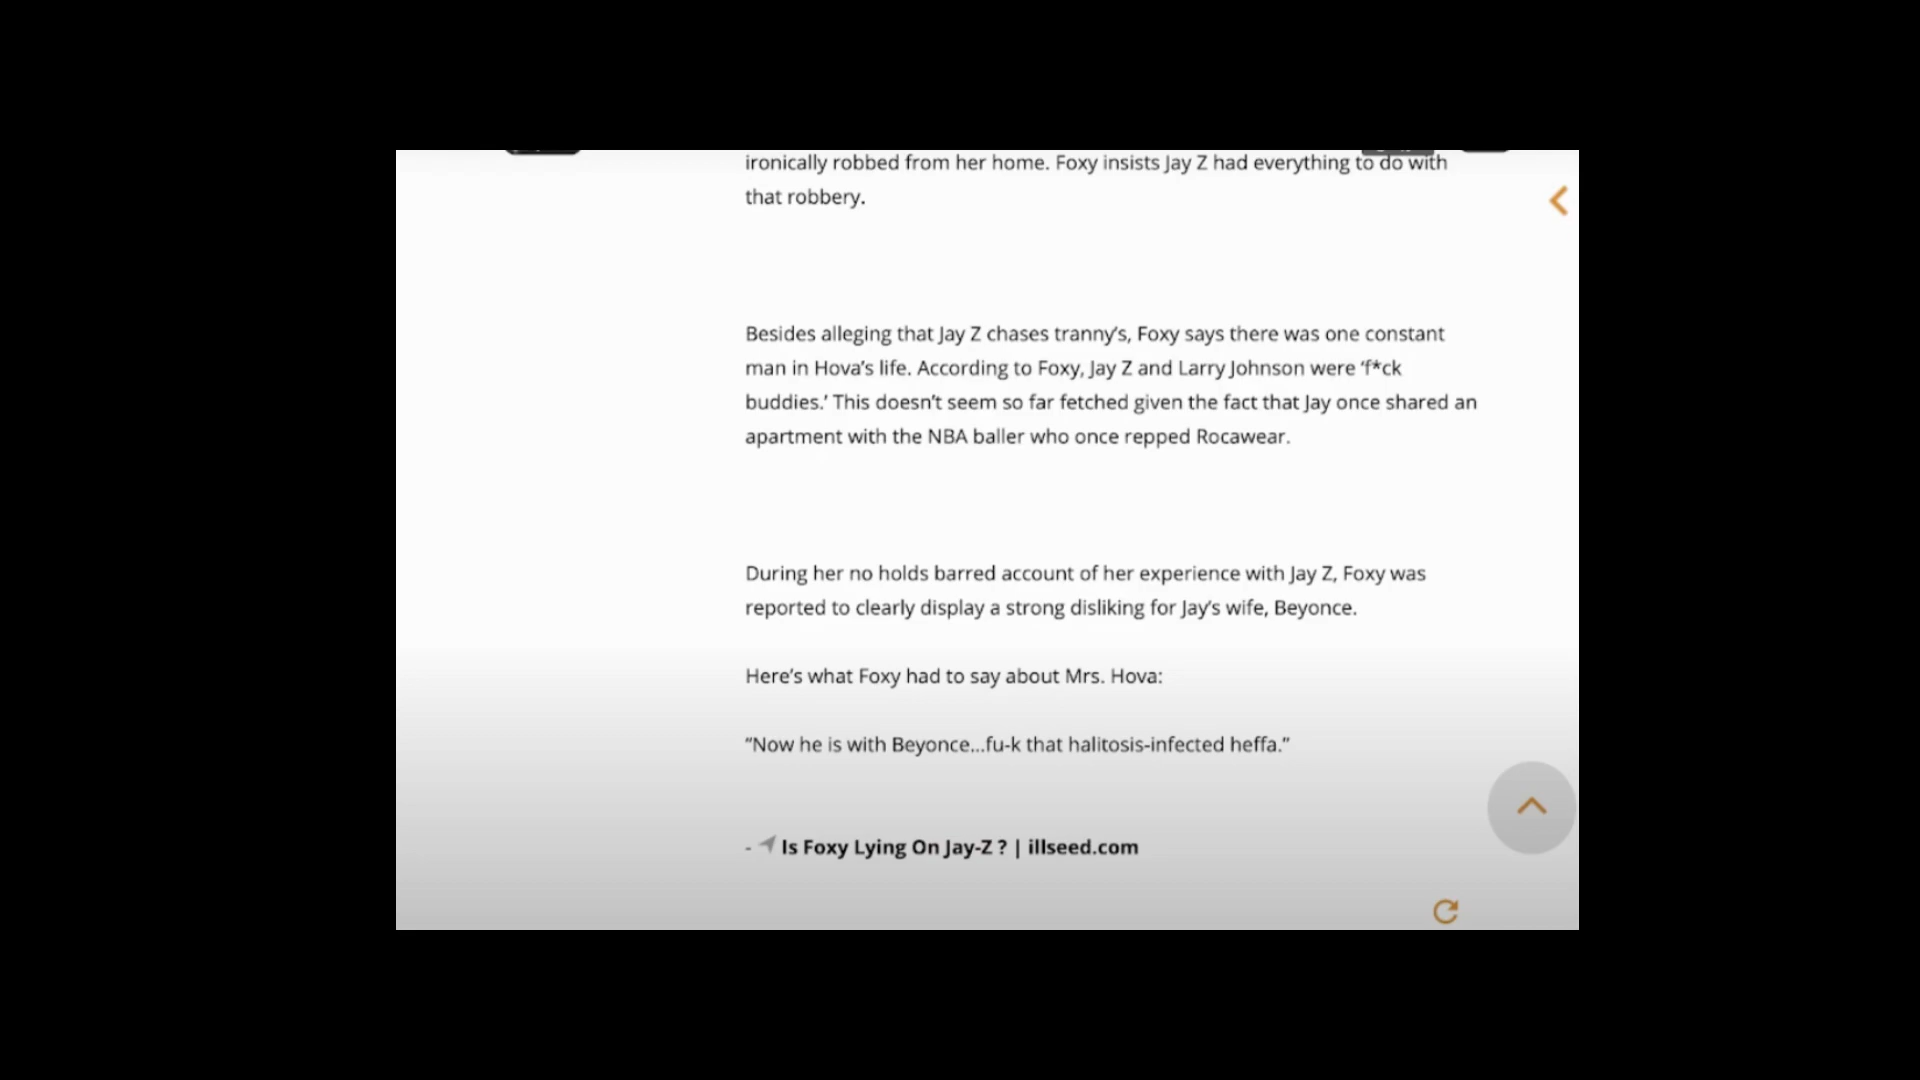 ironically robbed from her home. Foxy insists Jay Z had everything to do with
that robbery.
Besides alleging that Jay Z chases tranny's, Foxy says there was one constant
man in Hova's life. According to Foxy, Jay Z and Larry Johnson were ‘f*ck
buddies.’ This doesn't seem so far fetched given the fact that Jay once shared an
apartment with the NBA baller who once repped Rocawear.
During her no holds barred account of her experience with Jay Z, Foxy was
reported to clearly display a strong disliking for Jay's wife, Beyonce.
Here's what Foxy had to say about Mrs. Hova:
“Now he is with Beyonce...fu-k that halitosis-infected heffa.”
- Is Foxy Lying On Jay-Z ? | illseed.com